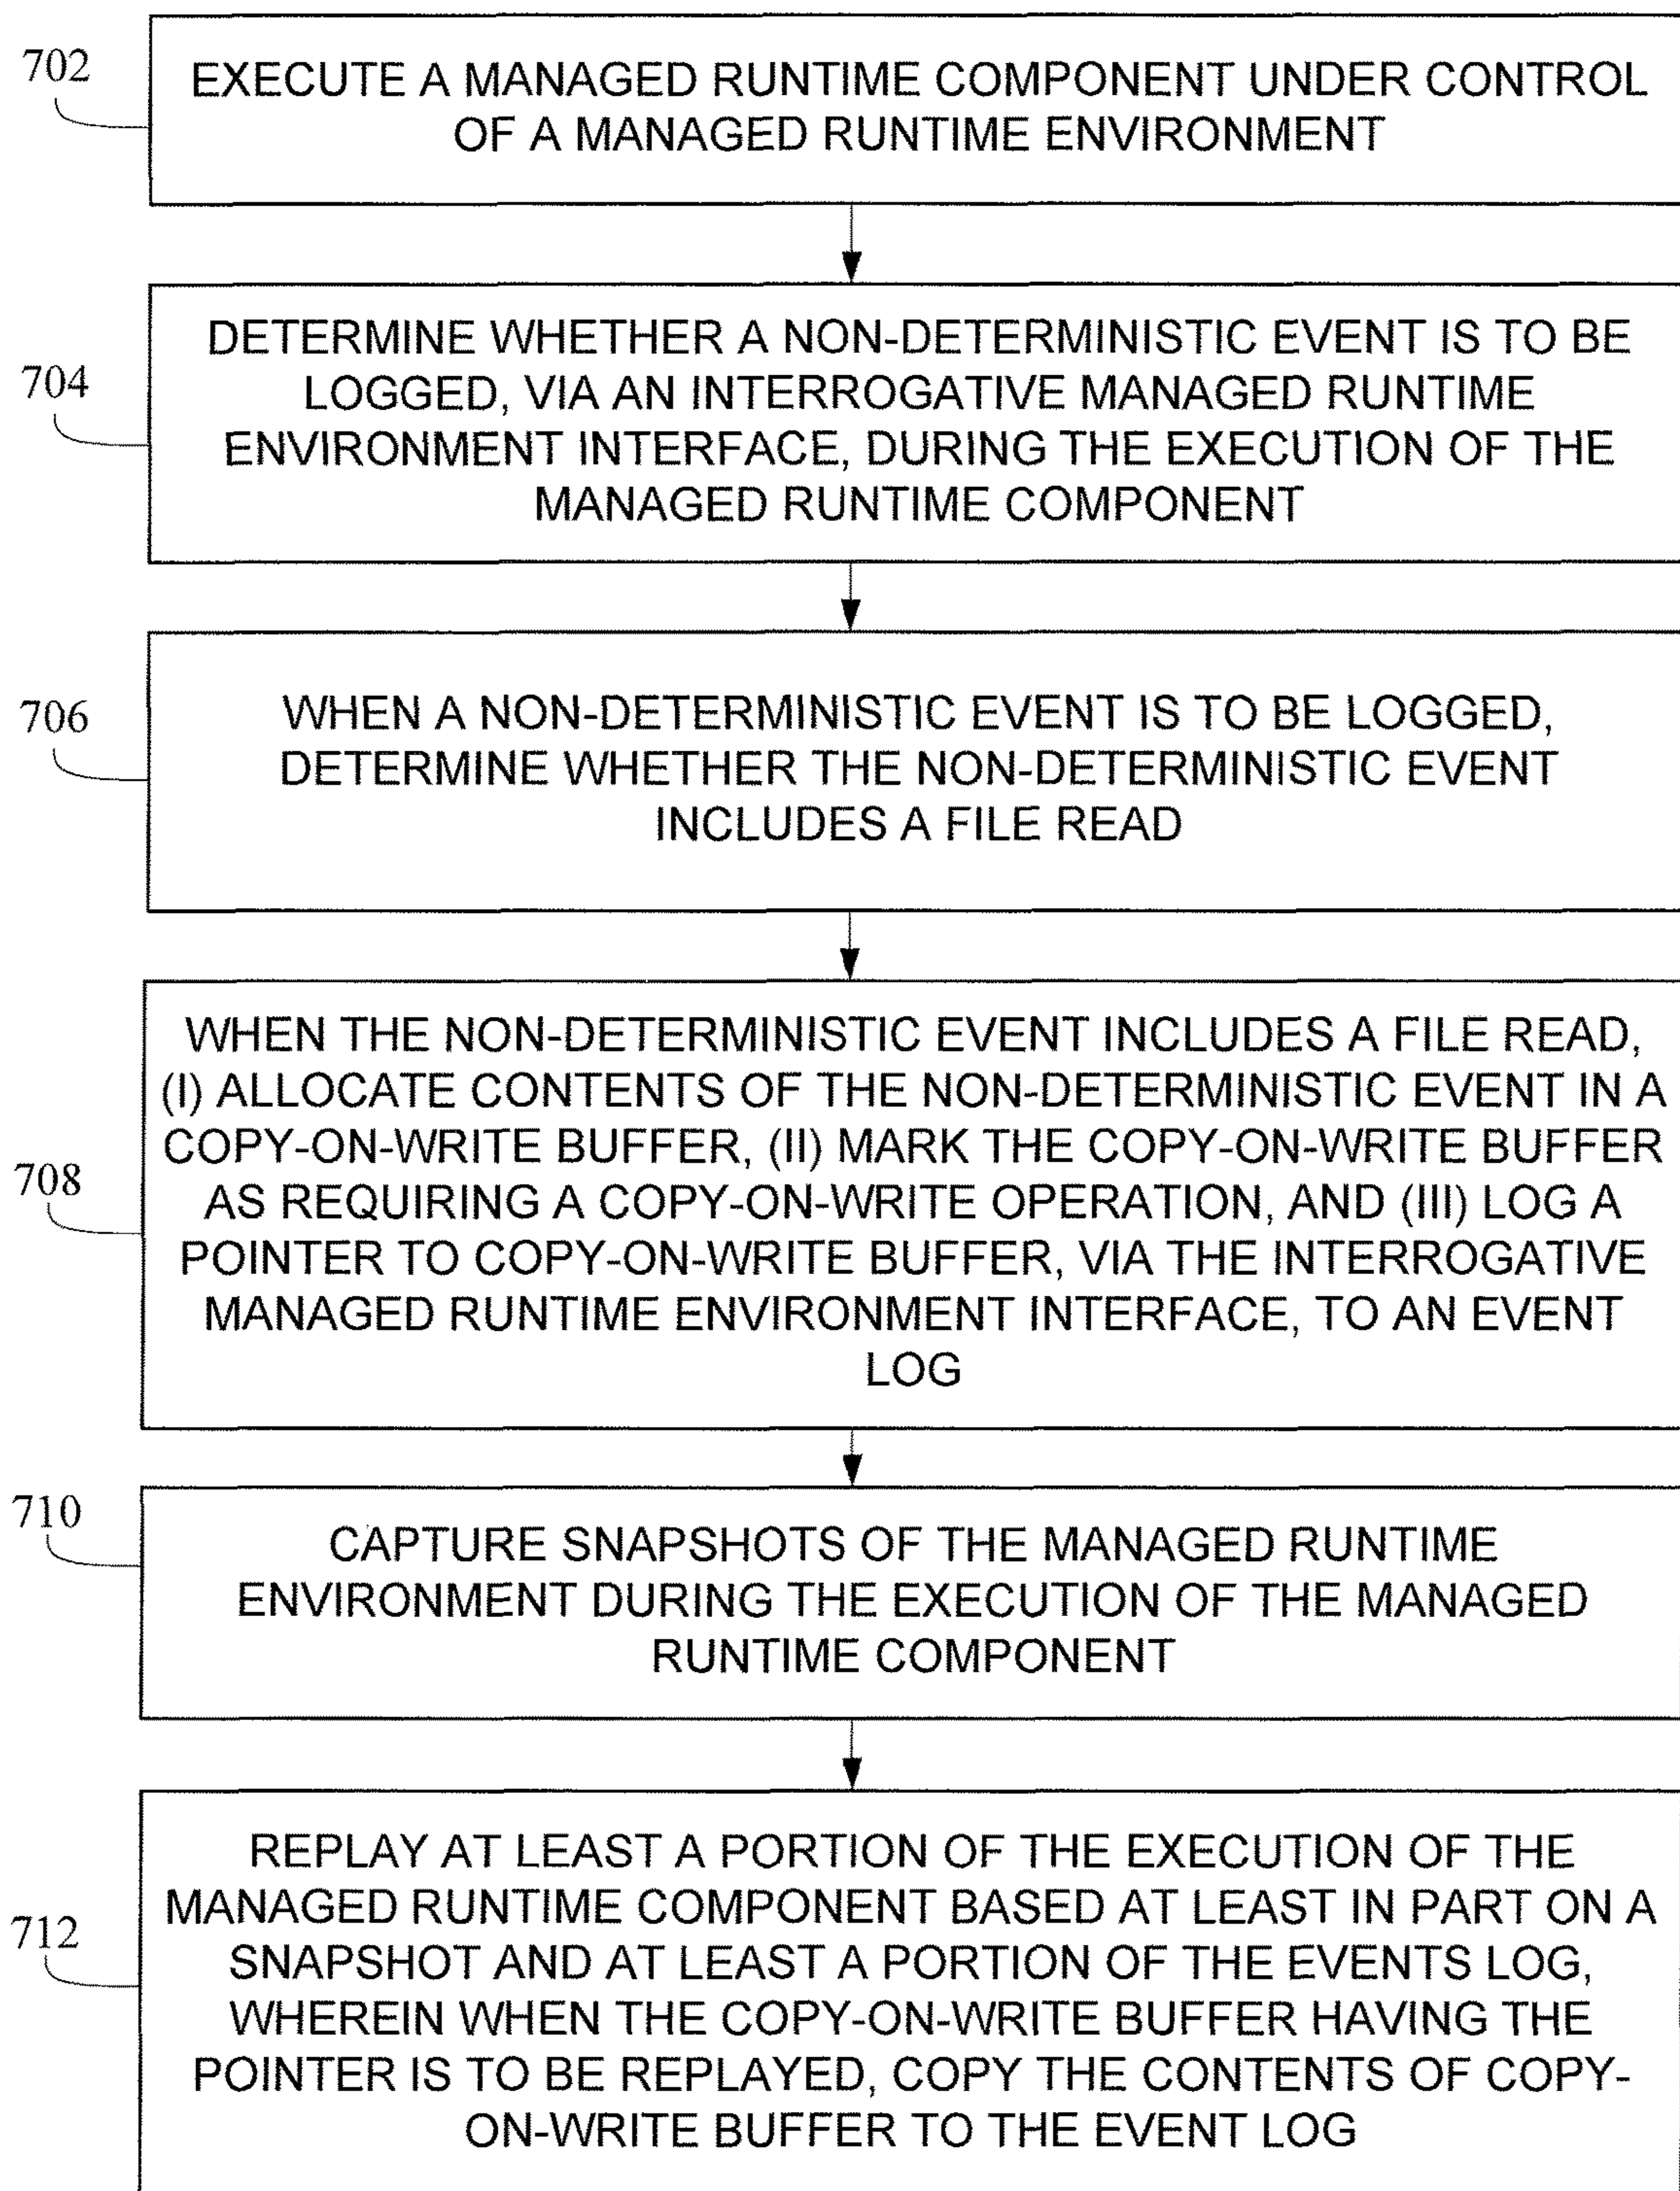 702
EXECUTE A MANAGED RUNTIME COMPONENT UNDER CONTROL
OF A MANAGED RUNTIME ENVIRONMENT
704
DETERMINE WHETHER A NON-DETERMINISTIC EVENT IS TO BE
LOGGED, VIA AN INTERROGATIVE MANAGED RUNTIME
ENVIRONMENT INTERFACE, DURING THE EXECUTION OF THE
MANAGED RUNTIME COMPONENT
706
WHEN A NON-DETERMINISTIC EVENT IS TO BE LOGGED,
DETERMINE WHETHER THE NON-DETERMINISTIC EVENT
INCLUDES A FILE READ
708
WHEN THE NON-DETERMINISTIC EVENT INCLUDES A FILE READ,
(I) ALLOCATE CONTENTS OF THE NON-DETERMINISTIC EVENT IN A
COPY-ON-WRITE BUFFER, (II) MARK THE COPY-ON-WRITE BUFFER
AS REQUIRING A COPY-ON-WRITE OPERATION, AND (III) LOG A
POINTER TO COPY-ON-WRITE BUFFER, VIA THE INTERROGATIVE
MANAGED RUNTIME ENVIRONMENT INTERFACE, TO AN EVENT
LOG
710
CAPTURE SNAPSHOTS OF THE MANAGED RUNTIME
ENVIRONMENT DURING THE EXECUTION OF THE MANAGED
RUNTIME COMPONENT
712
REPLAY AT LEAST A PORTION OF THE EXECUTION OF THE
MANAGED RUNTIME COMPONENT BASED AT LEAST IN PART ON A
SNAPSHOT AND AT LEAST A PORTION OF THE EVENTS LOG,
WHEREIN WHEN THE COPY-ON-WRITE BUFFER HAVING THE
POINTER IS TO BE REPLAYED, COPY THE CONTENTS OF COPY-
ON-WRITE BUFFER TO THE EVENT LOG